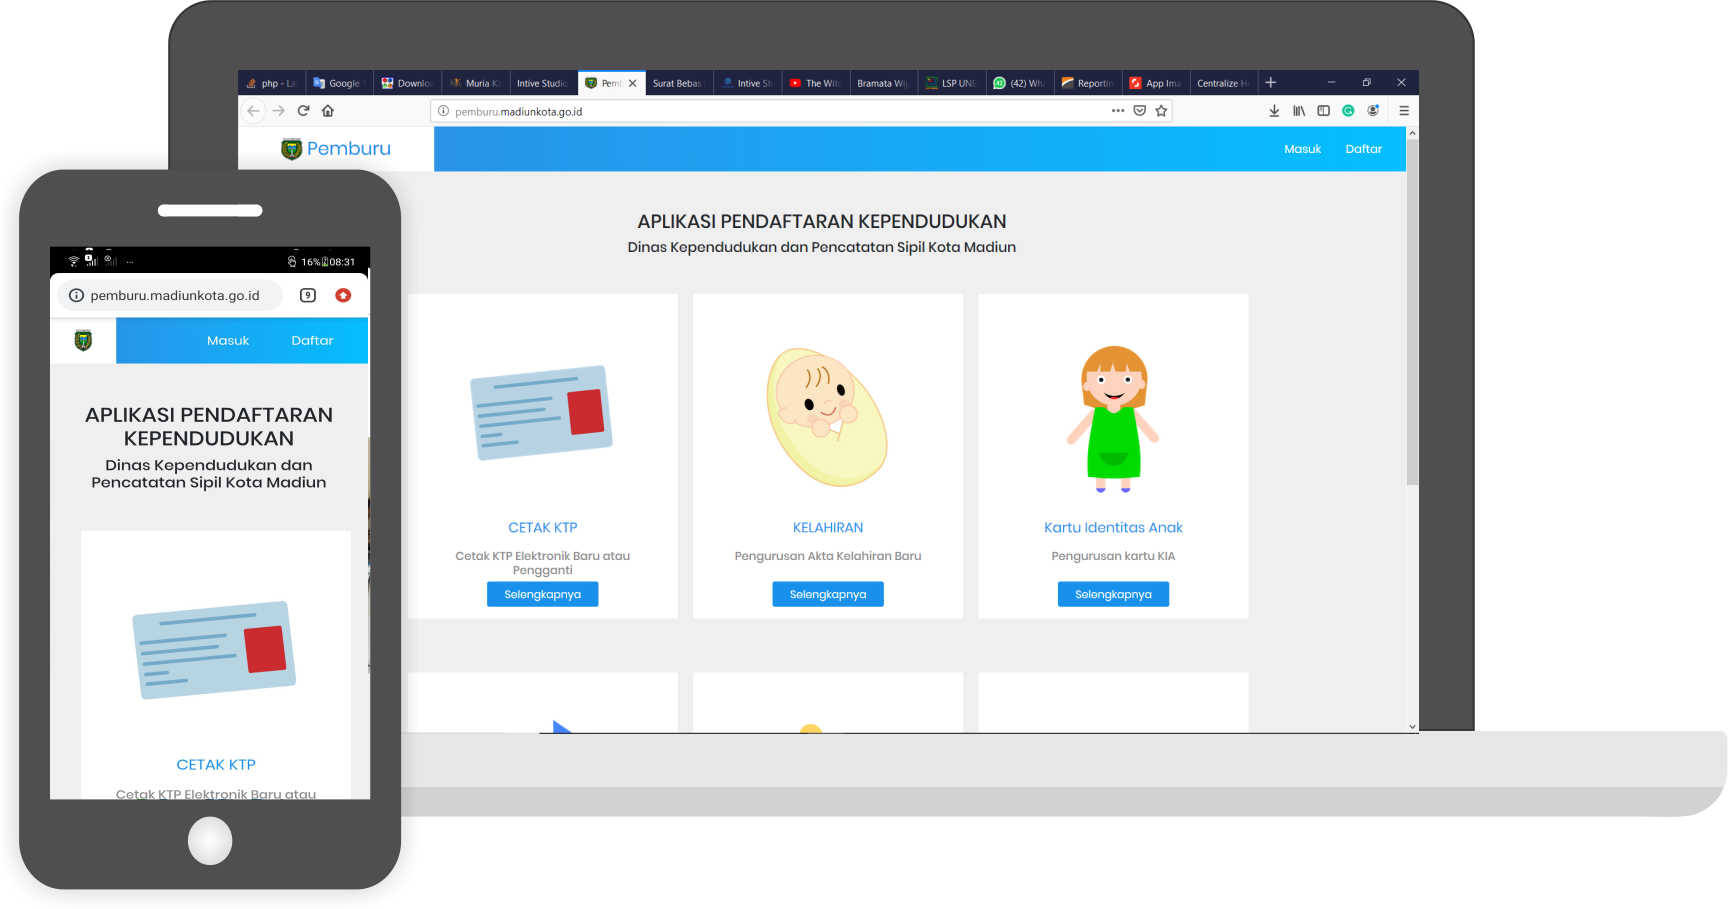 php - La
Google
Downlo
Muria Ka
Intive Studio
Pemb
Surat Bebas
Intive St
The Witc
Bramata Wij
LSP UNE
(42) Wh
Reportin
App Ima
Centralize H
pemburu.madiunkota.go.id
Pemburu
Masuk
Daftar
APLIKASI PENDAFTARAN KEPENDUDUKAN
Dinas Kependudukan dan Pencatatan Sipil Kota Madiun
CETAK KTP
Cetak KTP Elektronik Baru atau
Pengganti
Selengkapnya
KELAHIRAN
Pengurusan Akta Kelahiran Baru
Selengkapnya
Kartu Identitas Anak
Pengurusan kartu KIA
Selengkapnya
16% 08:31
pemburu.madiunkota.go.id
9
Masuk
Daftar
APLIKASI PENDAFTARAN
KEPENDUDUKAN
Dinas Kependudukan dan
Pencatatan Sipil Kota Madiun
CETAK KTP
Cetak KTP Elektronik Baru atau